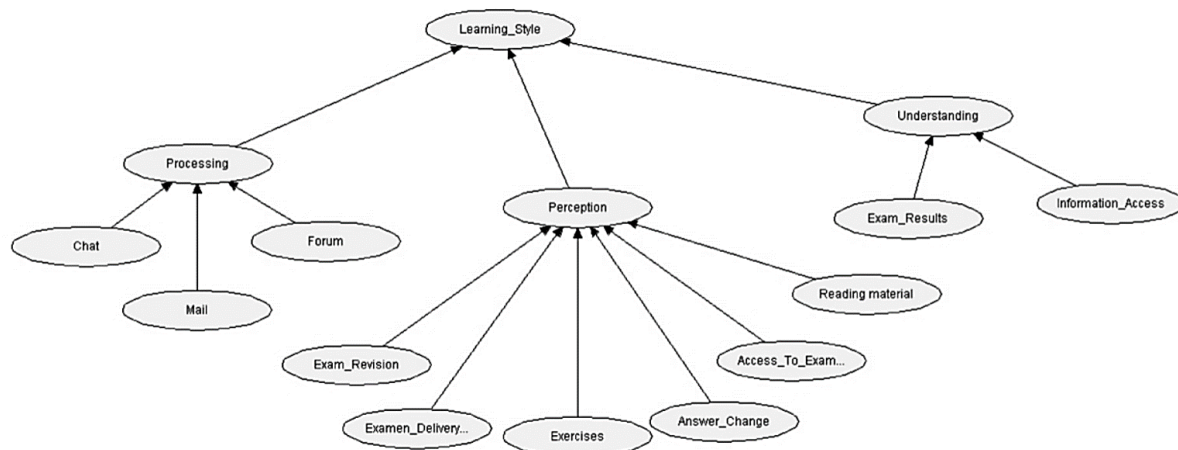 Learning_Style
Understanding
Processing
Information_Access
Perception
Exam_Results
Forum
Chat
Reading material
Mail
Access_To_Exam...
Exam_Revision
Answer_Change
Examen_Delivery...
Exercises